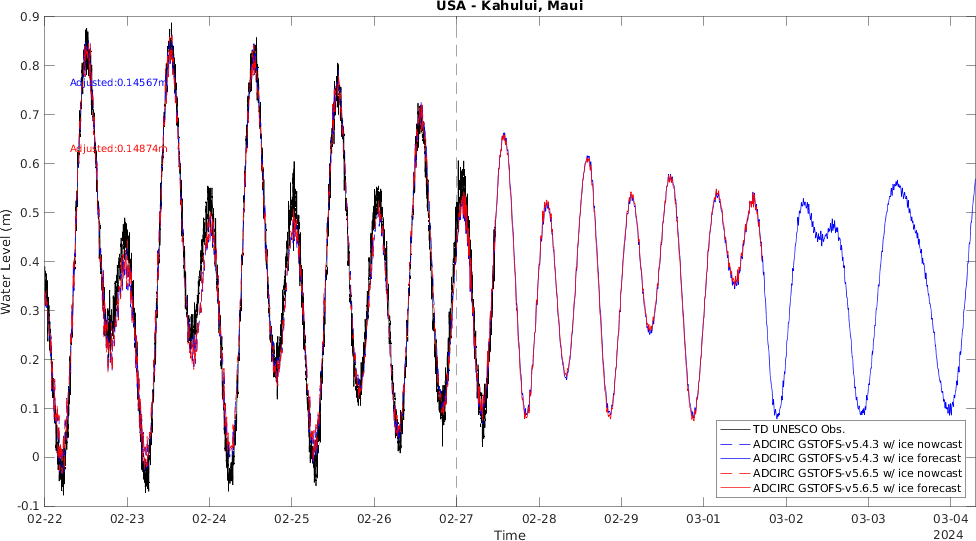 USA - Kahului, Maui
0.9
0.8
0.7
0.6
0.5
0.4
0.3
0.2
0.1
0
-0.1
Water Level (m)
Adjusted:0.14567m
Adjusted:0.14874m
TD UNESCO Obs.
ADCIRC GSTOFS-v5.4.3 w/ ice nowcast
ADCIRC GSTOFS-v5.4.3 w/ ice forecast
ADCIRC GSTOFS-v5.6.5 w/ ice nowcast
ADCIRC GSTOFS-v5.6.5 w/ ice forecast
02-22 02-23 02-24 02-25 02-26 02-27 02-28 02-29 03-01 03-02 03-03 03-04
Time
2024